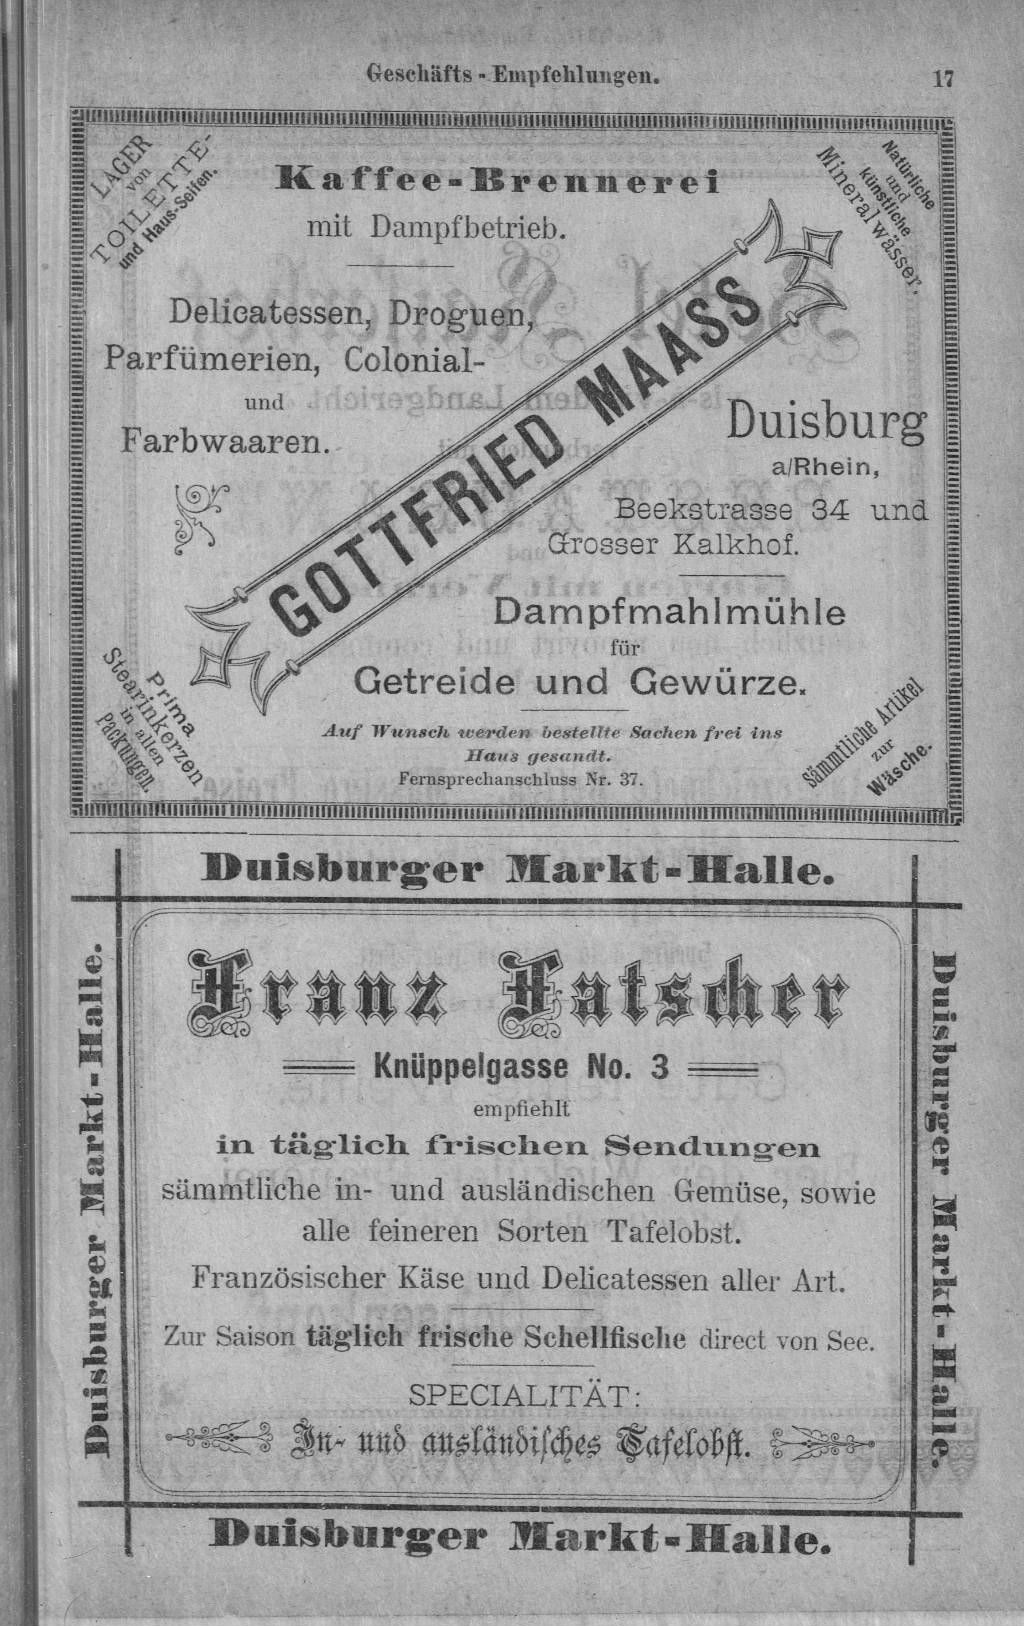 Geschäfts - Empfehlungen.
17
LAGER
von
TOILETTE-
und Haus-Seifen.
Natürliche
und
künstliche
Mineralwässer.
Kaffee-Brennerei
mit Dampfbetrieb.
Delicatessen, Droguen,
Parfümerien, Colonial-
und
Farbwaaren.
GOTTFRIED MAASS
Duisburg
a/Rhein,
Beekstrasse 34 und
Grosser Kalkhof.
Dampfmahlmühle
für
Getreide und Gewürze.
Auf Wunsch werden bestellte Sachen frei ins
Haus gesandt.
Fernsprechanschluss Nr. 37.
Prima
Stearinkerzen
in allen
Packungen.
Sämmtliche Artikel
zur
Wäsche.
Duisburger Markt-Halle.
Duisburger Markt-Halle.
Franz Fatscher
Knüppelgasse No. 3
empfiehlt
in täglich frischen Sendungen
sämmtliche in- und ausländischen Gemüse, sowie
alle feineren Sorten Tafelobst.
Französischer Käse und Delicatessen aller Art.
Zur Saison täglich frische Schellfische direct von See.
SPECIALITÄT:
In- und ausländisches Tafelobst.
Duisburger Markt-Halle.
Duisburger Markt-Halle.